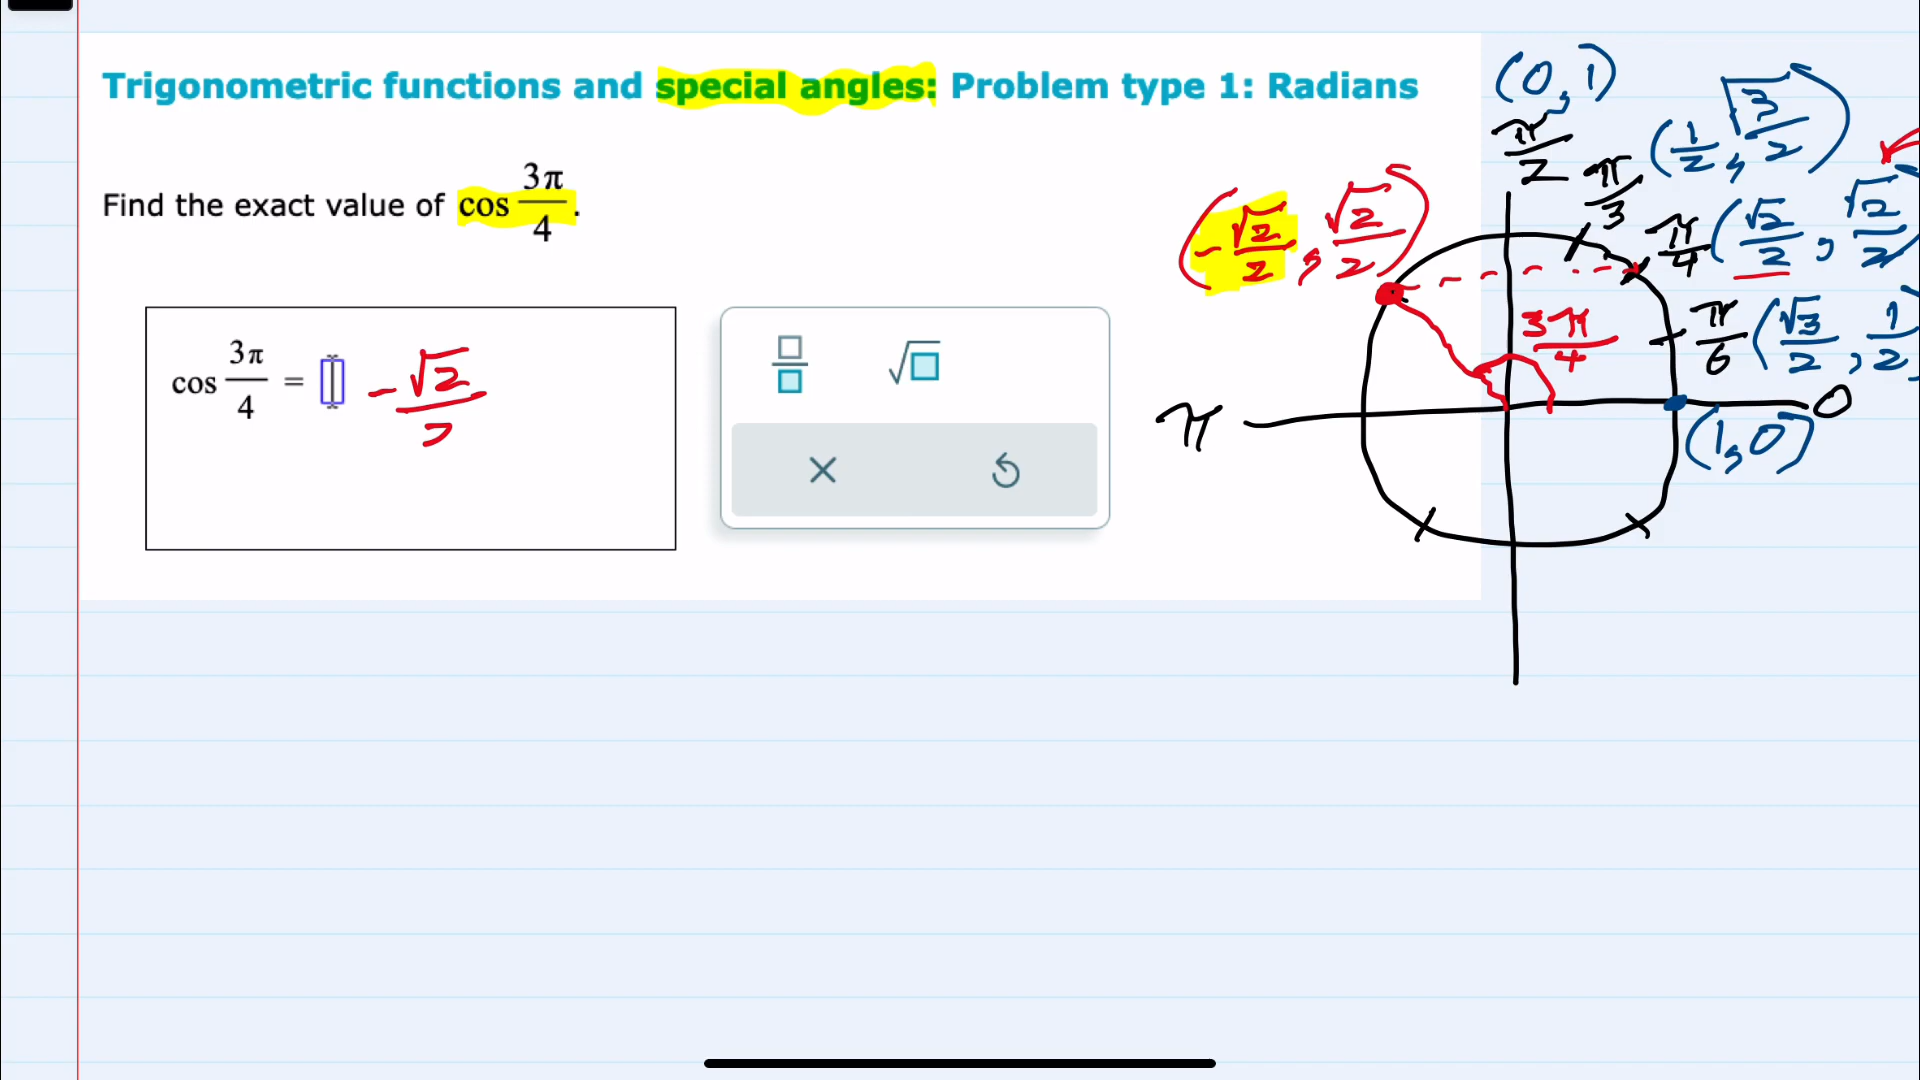 Trigonometric functions and special angles: Problem type 1: Radians
Find the exact value of cos 3π/4.
cos 3π/4 = -√2/2
(-√2/2, √2/2)
(0, 1)
π/2
π/3 (1/2, √3/2)
π/4 (√2/2, √2/2
π/6 (√3/2, 1/2)
3π/4
π
0
(1, 0)